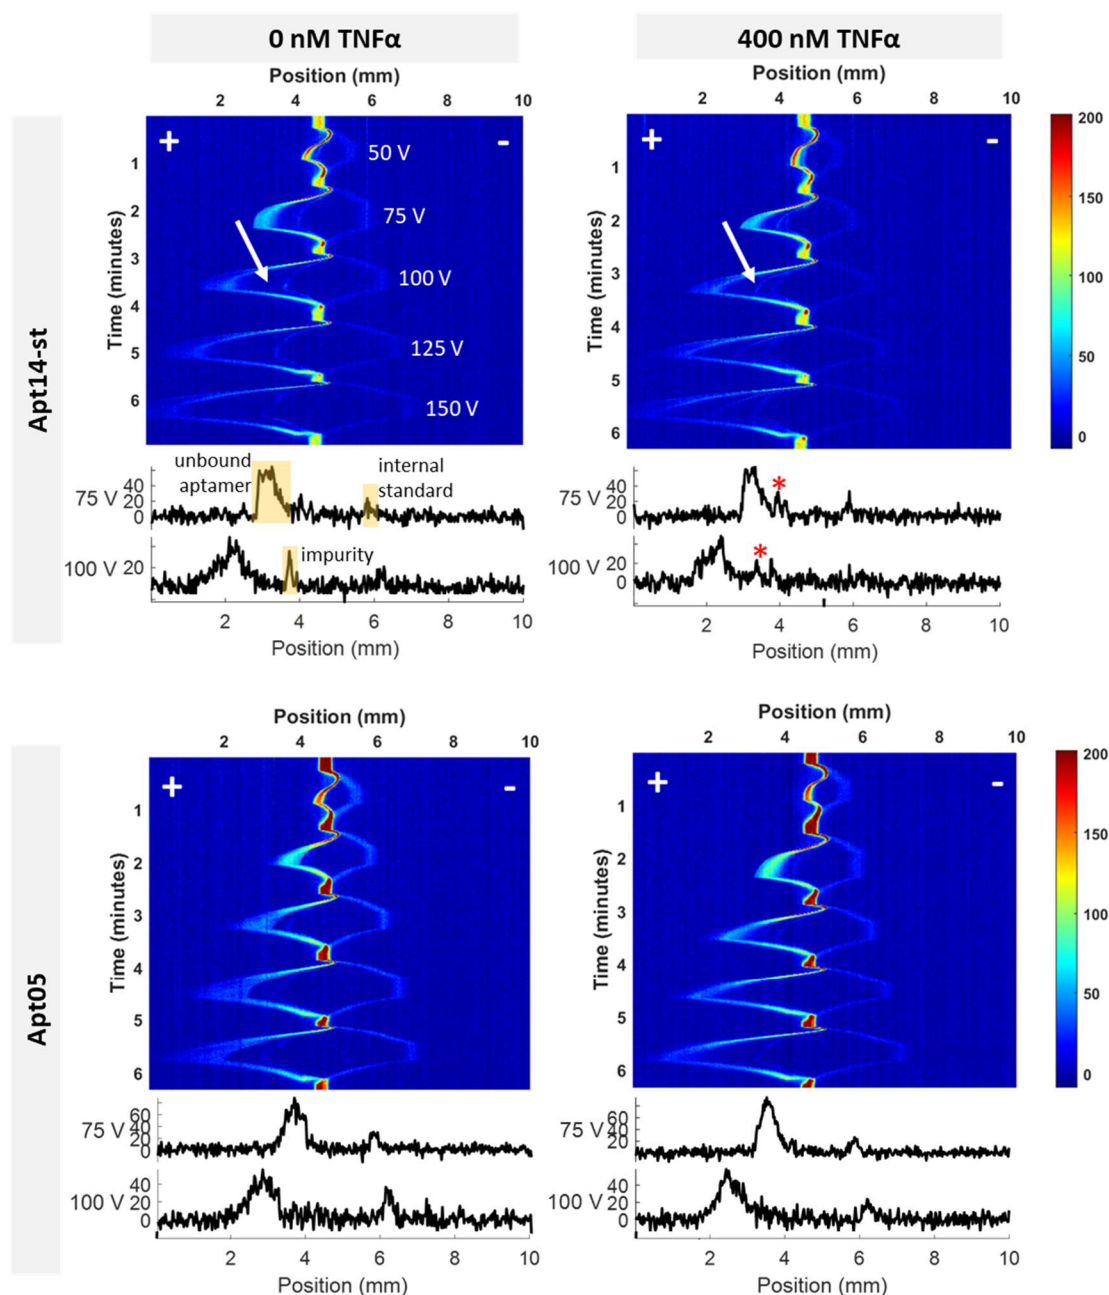 0 nM TNFα
400 nM TNFα
Position (mm)
2 4 6 8 10
Position (mm)
2 4 6 8 10
Apt14-st
Time (minutes)
1
2
3
4
5
6
+
-
50 V
75 V
100 V
125 V
150 V
Time (minutes)
1
2
3
4
5
6
+
-
200
150
100
50
0
75 V
40
20
0
unbound
aptamer
internal
standard
100 V
20
impurity
2 4 6 8 10
Position (mm)
75 V
40
20
0
*
100 V
20
0
*
2 4 6 8 10
Position (mm)
Apt05
Position (mm)
2 4 6 8 10
Time (minutes)
1
2
3
4
5
6
+
-
Position (mm)
2 4 6 8 10
Time (minutes)
1
2
3
4
5
6
+
-
200
150
100
50
0
75 V
60
40
20
0
100 V
40
20
0
2 4 6 8 10
Position (mm)
75 V
60
40
20
100 V
40
20
0
2 4 6 8 10
Position (mm)